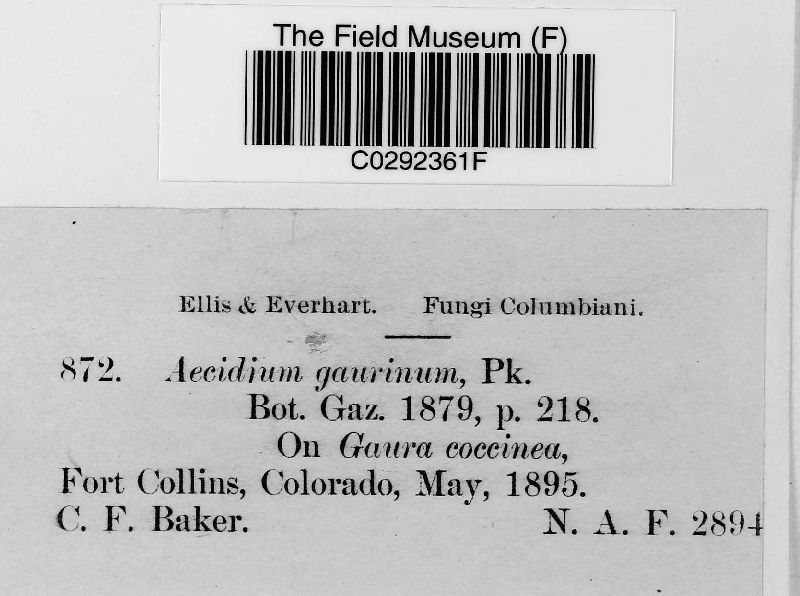 The Field Museum (F)
C0292361F
Ellis & Everhart. Fungi Columbiani.
872. Aecidium gaurinum, Pk.
Bot. Gaz. 1879, p. 218.
On Gaura coccinea,
Fort Collins, Colorado, May, 1895.
C. F. Baker. N. A. F. 2894